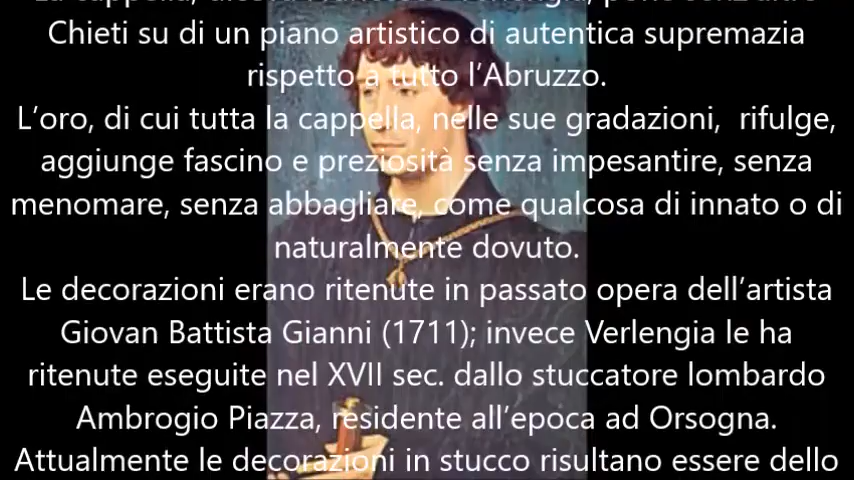 Chieti su di un piano artistico di autentica supremazia
rispetto a tutto l’Abruzzo.
L’oro, di cui tutta la cappella, nelle sue gradazioni, rifulge,
aggiunge fascino e preziosità senza impesantire, senza
menomare, senza abbagliare, come qualcosa di innato o di
naturalmente dovuto.
Le decorazioni erano ritenute in passato opera dell’artista
Giovan Battista Gianni (1711); invece Verlengia le ha
ritenute eseguite nel XVII sec. dallo stuccatore lombardo
Ambrogio Piazza, residente all’epoca ad Orsogna.
Attualmente le decorazioni in stucco risultano essere dello